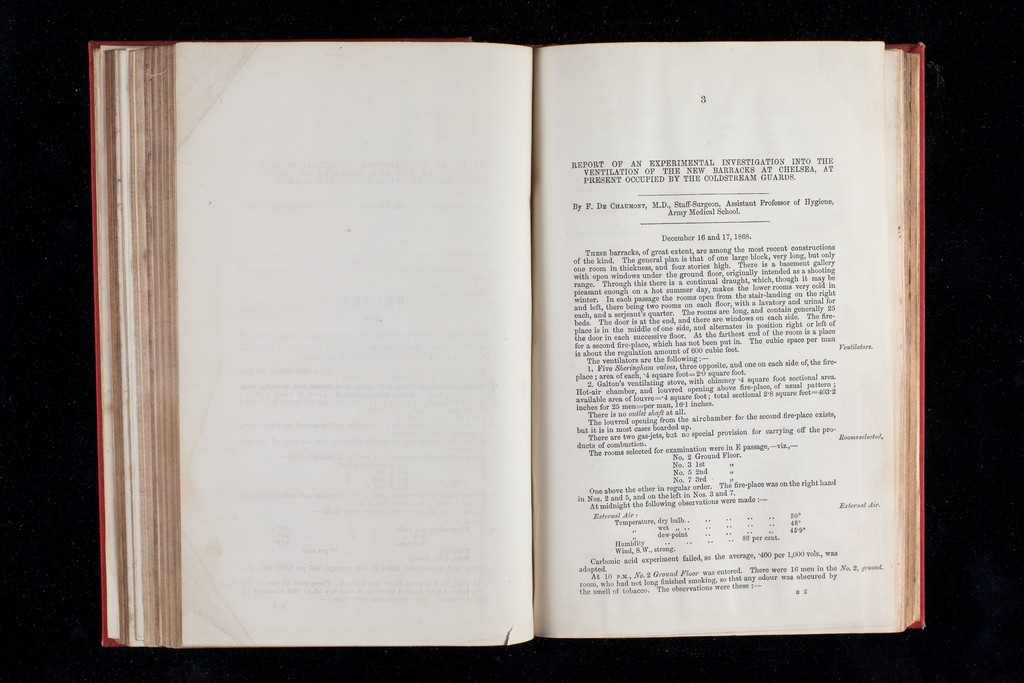 3
REPORT OF AN EXPERIMENTAL INVESTIGATION INTO THE
VENTILATION OF THE NEW BARRACKS AT CHELSEA, AT
PRESENT OCCUPIED BY THE COLDSTREAM GUARDS.
By F. DE CHAUMONT, M.D., Staff-Surgeon, Assistant Professor of Hygiene,
Army Medical School.
December 16 and 17, 1868.
THESE barracks, of great extent, are among the most recent constructions
of the kind. The general plan is that of one large block, very long, but only
one room in thickness, and four stories high. There is a basement gallery
with open windows under the ground floor, originally intended as a shooting
range. Through this there is a continual draught, which, though it may be
pleasant enough on a hot summer day, makes the lower rooms very cold in
winter. In each passage the rooms open from the stair-landing on the right
and left, there being two rooms on each floor, with a lavatory and urinal for
each, and a serjeant's quarter. The rooms are long, and contain generally 25
beds. The door is at the end, and there are windows on each side. The fire-
place is in the middle of one side, and alternates in position right or left of
the door in each successive floor. At the farthest end of the room is a place
for a second fire-place, which has not been put in. The cubic space per man
is about the regulation amount of 600 cubic feet.
Ventilators.
The ventilators are the following:—
1. Five Sheringham valves, three opposite, and one on each side of, the fire-
place; area of each, ·4 square foot=2·0 square foot.
2. Galton's ventilating stove, with chimney ·4 square foot sectional area.
Hot-air chamber, and louvred opening above fire-place, of usual pattern;
available area of louvre=·4 square foot; total sectional 2·8 square feet=403·2
inches for 25 men=per man, 16·1 inches.
There is no outlet shaft at all.
The louvred opening from the airchamber for the second fire-place exists,
but it is in most cases boarded up.
There are two gas-jets, but no special provision for carrying off the pro-
ducts of combustion.
Rooms selected.
The rooms selected for examination were in E passage,—viz.,—
No. 2 Ground Floor.
No. 3 1st „
No. 5 2nd „
No. 7 3rd „
One above the other in regular order. The fire-place was on the right hand
in Nos. 2 and 5, and on the left in Nos. 3 and 7.
At midnight the following observations were made:—
External Air.
External Air:
Temperature, dry bulb.. .. .. .. .. 50°
„ wet „ .. .. .. .. .. 48°
„ dew-point .. .. .. .. 45·9°
Humidity .. .. .. .. 86 per cent.
Wind, S.W., strong.
Carbonic acid experiment failed, so the average, ·400 per 1,000 vols., was
adopted.
At 10 P.M., No. 2 Ground Floor was entered. There were 16 men in the
No. 2, ground.
room, who had not long finished smoking, so that any odour was obscured by
the smell of tobacco. The observations were these:—
B 2